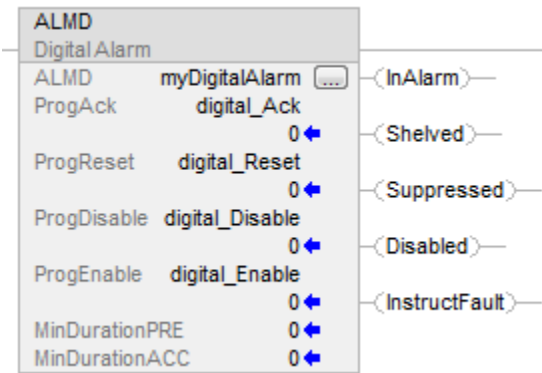 ALMD
Digital Alarm
ALMD myDigitalAlarm ... (InAlarm)
ProgAck digital_Ack
0 (Shelved)
ProgReset digital_Reset
0 (Suppressed)
ProgDisable digital_Disable
0 (Disabled)
ProgEnable digital_Enable
0 (InstructFault)
MinDurationPRE 0
MinDurationACC 0